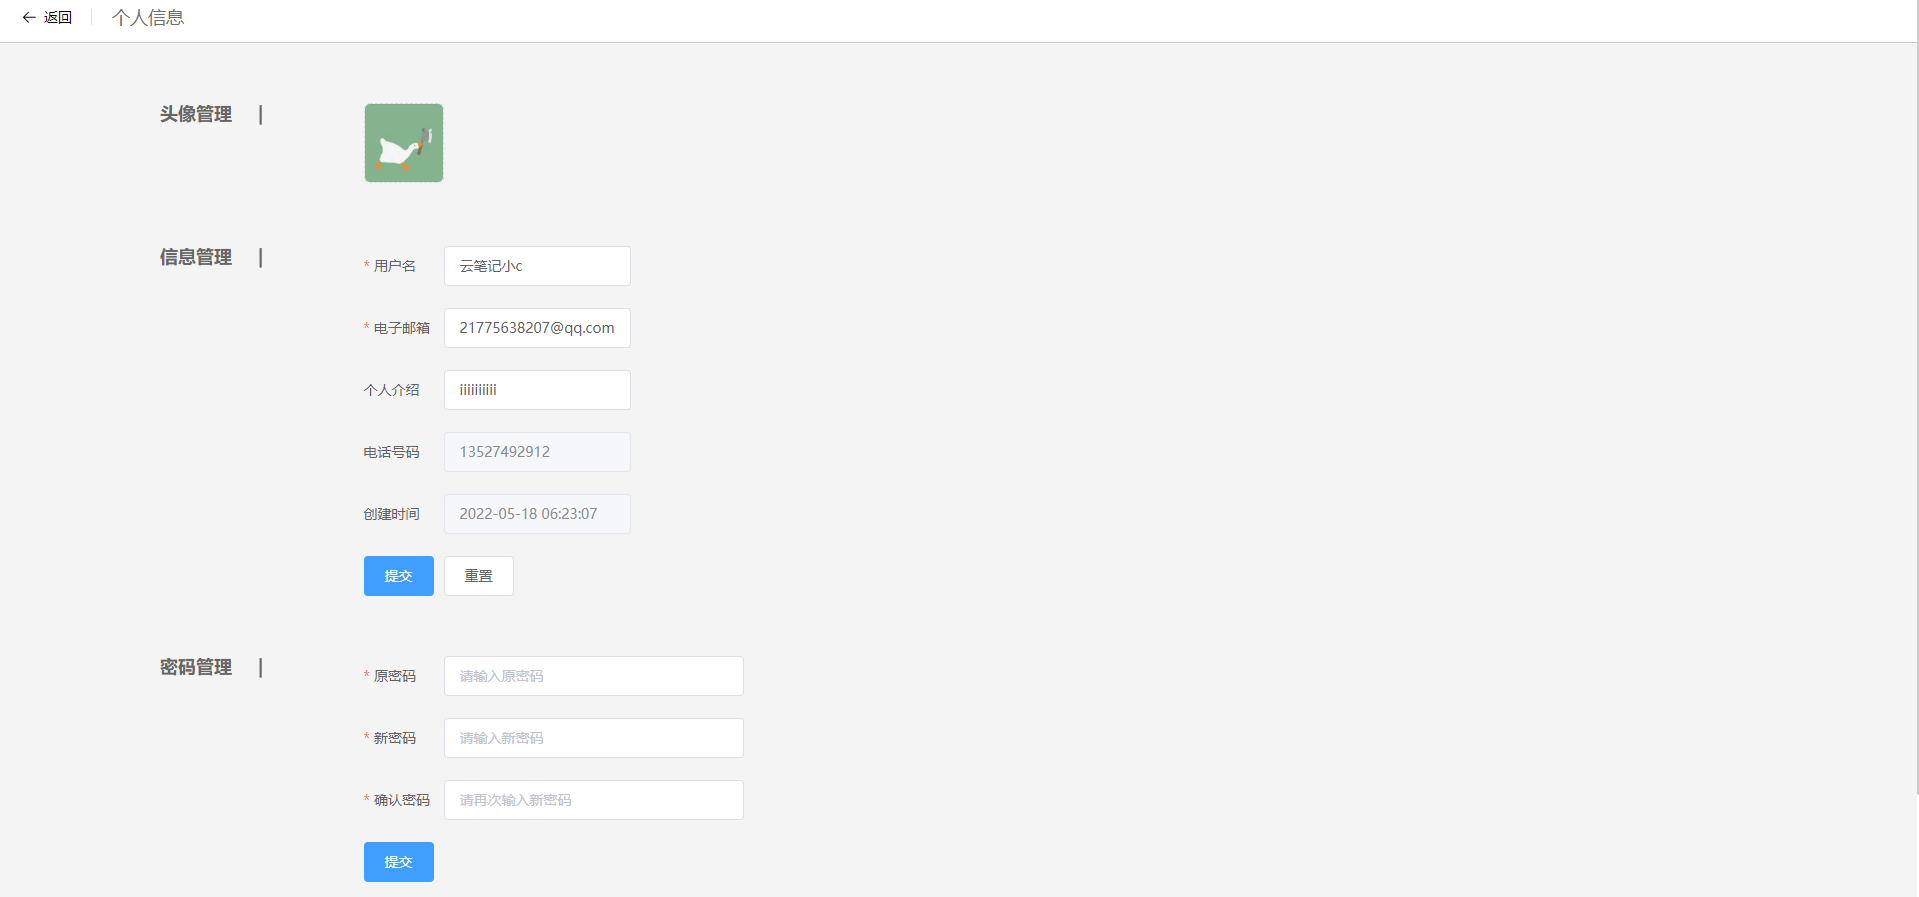 返回 个人信息
头像管理
信息管理
* 用户名 云笔记小c
* 电子邮箱 21775638207@qq.com
个人介绍 iiiiiiiiii
电话号码 13527492912
创建时间 2022-05-18 06:23:07
提交 重置
密码管理
* 原密码 请输入原密码
* 新密码 请输入新密码
* 确认密码 请再次输入新密码
提交